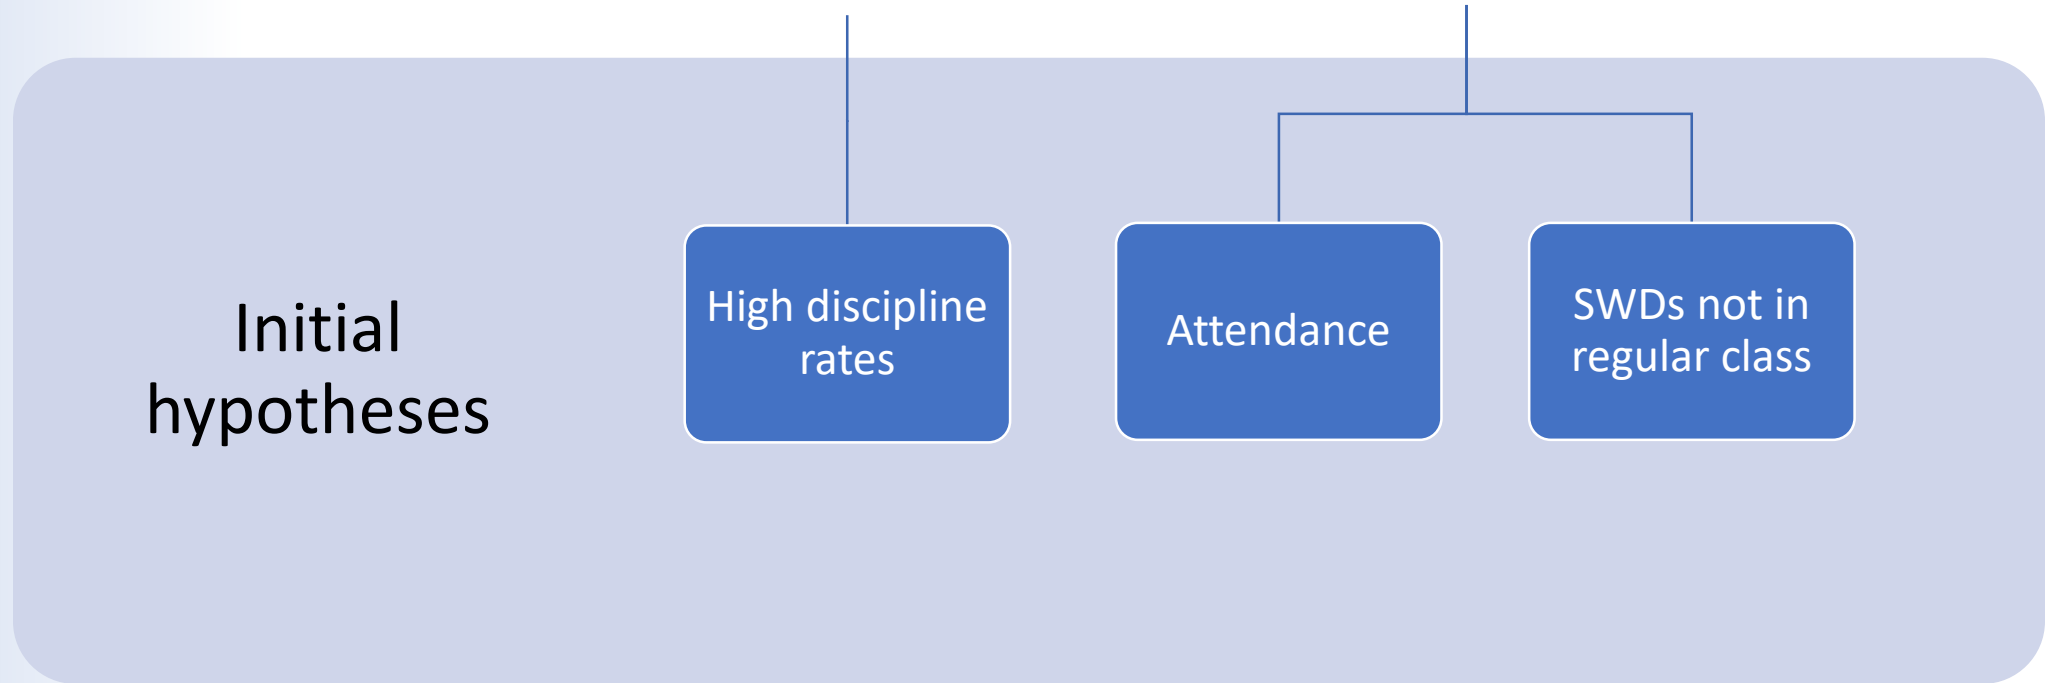 Initial
hypotheses
High discipline
rates
Attendance
SWDs not in
regular class